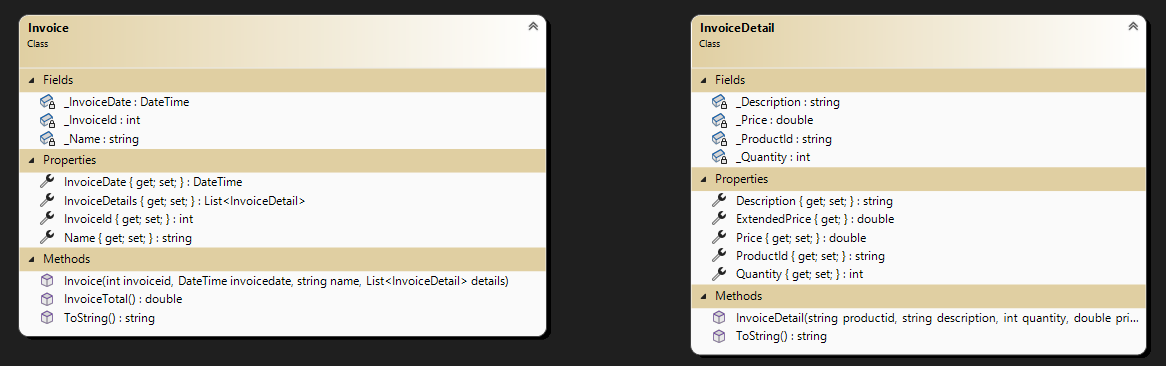 Invoice
Class
Fields
_InvoiceDate : DateTime
_InvoiceId : int
_Name : string
Properties
InvoiceDate { get; set; } : DateTime
InvoiceDetails { get; set; } : List<InvoiceDetail>
InvoiceId { get; set; } : int
Name { get; set; } : string
Methods
Invoice(int invoiceid, DateTime invoicedate, string name, List<InvoiceDetail> details)
InvoiceTotal() : double
ToString() : string
InvoiceDetail
Class
Fields
_Description : string
_Price : double
_ProductId : string
_Quantity : int
Properties
Description { get; set; } : string
ExtendedPrice { get; } : double
Price { get; set; } : double
ProductId { get; set; } : string
Quantity { get; set; } : int
Methods
InvoiceDetail(string productid, string description, int quantity, double pri...
ToString() : string